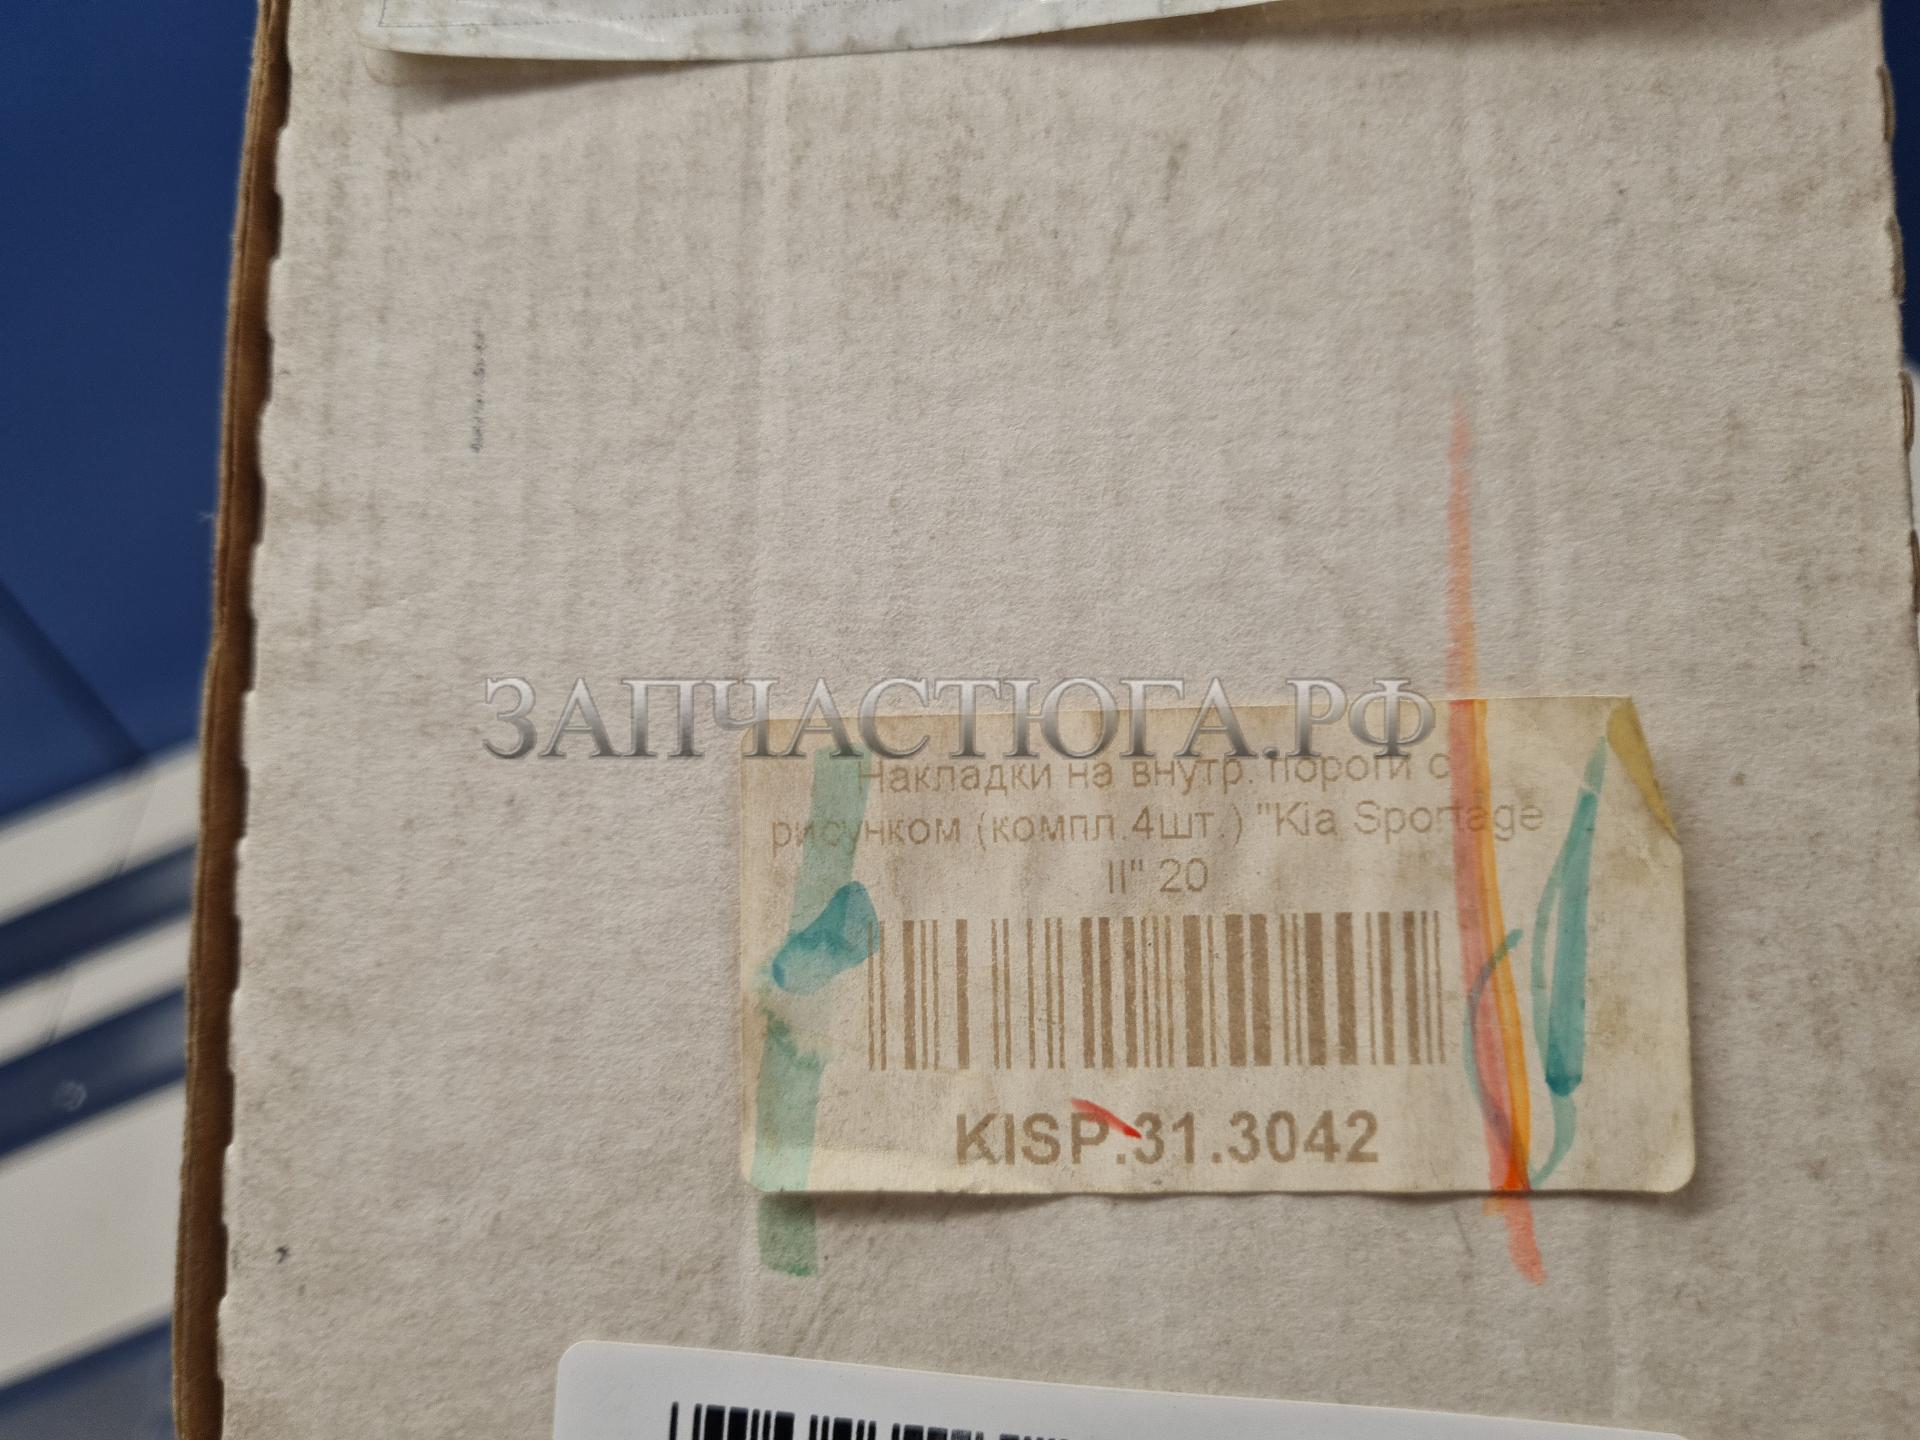 ЗАПЧАСТЮГА.РФ
Накладки на внутр. пороги с
рисунком (компл.4шт.) "Kia Sportage
II" 20
KISP.31.3042